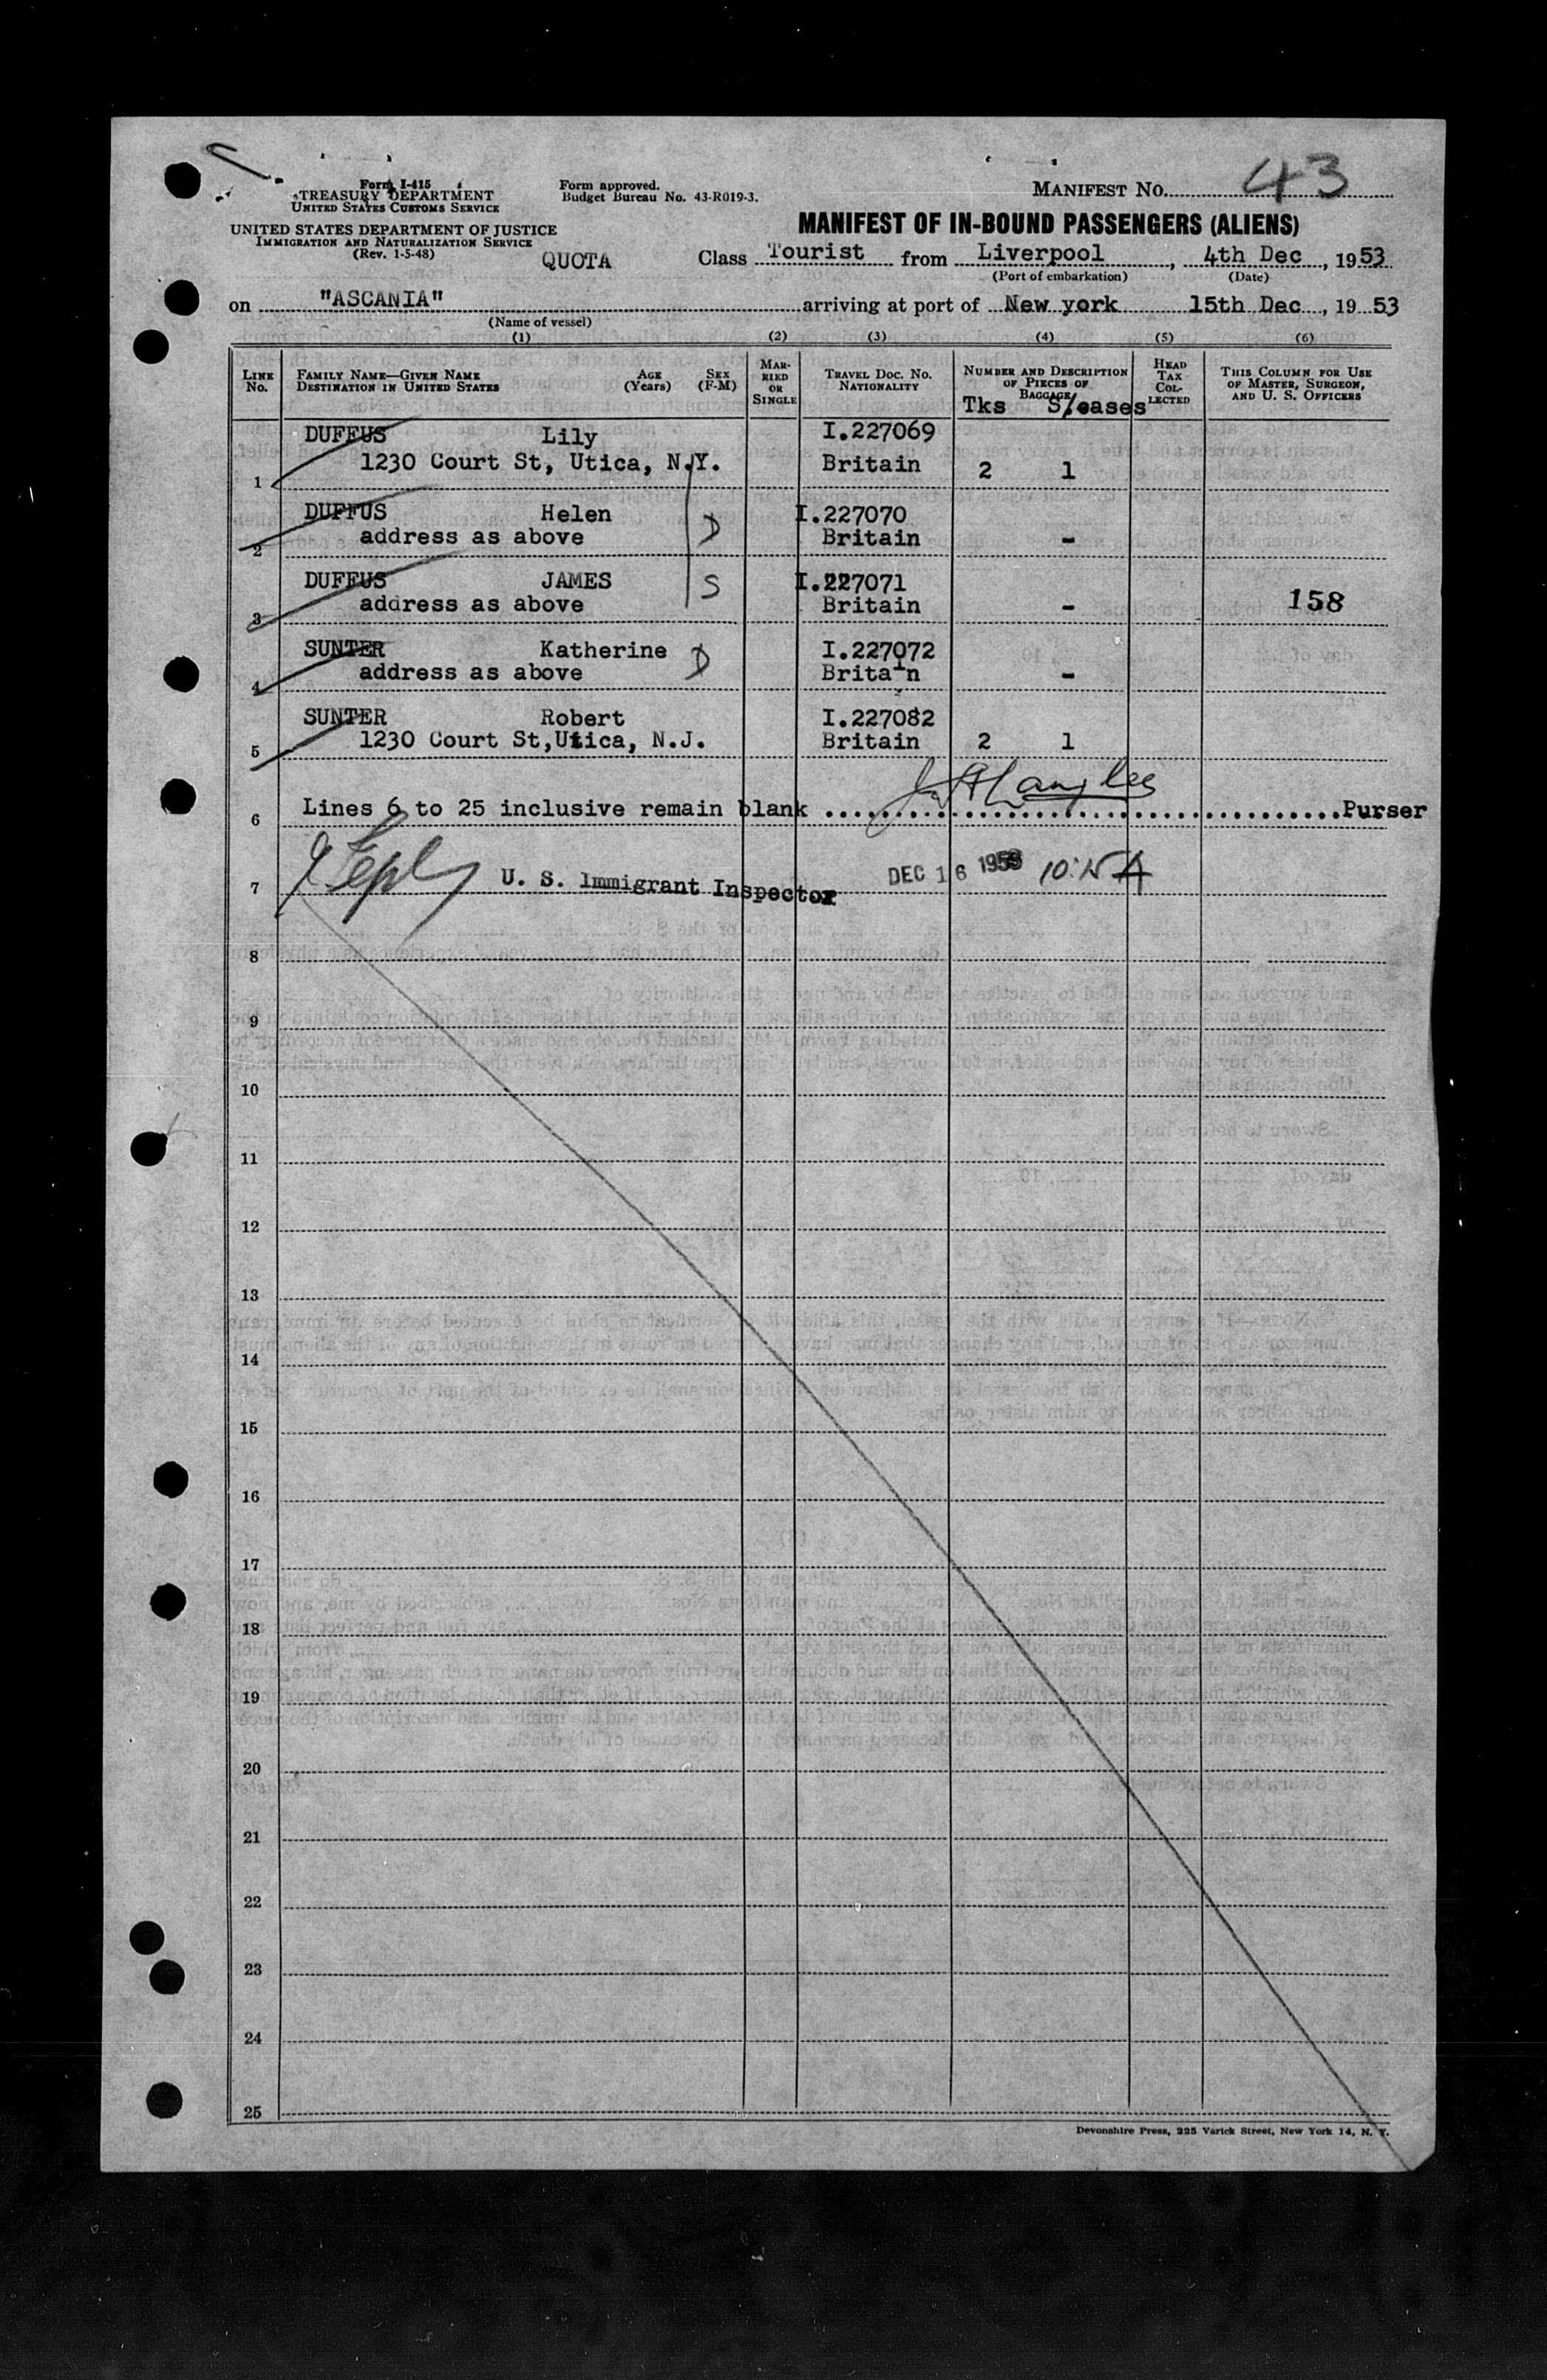 43
Form I-415
TREASURY DEPARTMENT
UNITED STATES CUSTOMS SERVICE
UNITED STATES DEPARTMENT OF JUSTICE
IMMIGRATION AND NATURALIZATION SERVICE
(Rev. 1-5-48)
Form approved.
Budget Bureau No. 43-R019-3.
MANIFEST NO.
MANIFEST OF IN-BOUND PASSENGERS (ALIENS)
QUOTA Class Tourist from Liverpool, 4th Dec, 1953
(Port of embarkation) (Date)
on "ASCANIA" arriving at port of New york 15th Dec, 1953
(Name of vessel)
(1) (2) (3) (4) (5) (6)
LINE No. FAMILY NAME—GIVEN NAME DESTINATION IN UNITED STATES AGE (Years) SEX (F-M) MARRIED OR SINGLE TRAVEL DOC. NO. NATIONALITY NUMBER AND DESCRIPTION OF PIECES OF BAGGAGE HEAD TAX COLLECTED THIS COLUMN FOR USE OF MASTER, SURGEON, AND U. S. OFFICERS
Tks S/eases
DUFFUS Lily I.227069
1 1230 Court St, Utica, N.Y. Britain 2 1
DUFFUS Helen I.227070
2 address as above D Britain -
DUFFUS JAMES I.227071
3 address as above S Britain - 158
SUNTER Katherine I.227072
4 address as above D Britain -
SUNTER Robert I.227082
5 1230 Court St,Utica, N.J. Britain 2 1
6 Lines 6 to 25 inclusive remain blank Purser
7 U. S. Immigrant Inspector DEC 16 1953 10:15 A
8
9
10
11
12
13
14
15
16
17
18
19
20
21
22
23
24
25
Devonshire Press, 225 Varick Street, New York 14, N. Y.